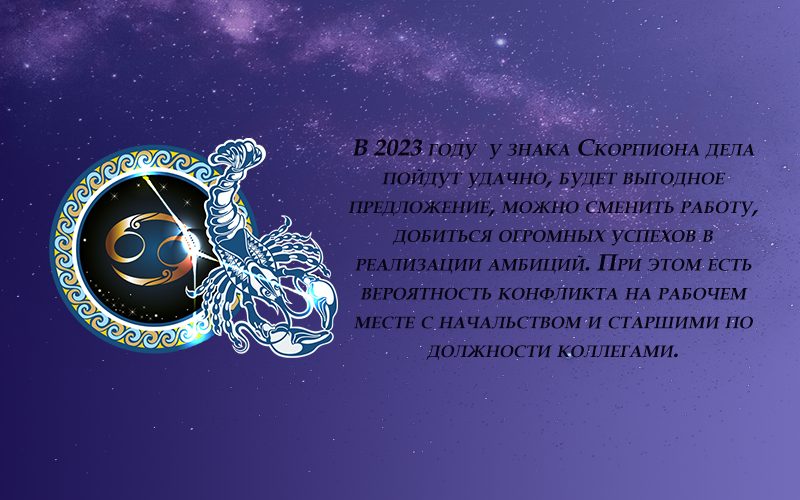 В 2023 году  у знака Скорпиона дела
пойдут удачно, будет выгодное
предложение, можно сменить работу,
добиться огромных успехов в
реализации амбиций. При этом есть
вероятность конфликта на рабочем
месте с начальством и старшими по
должности коллегами.